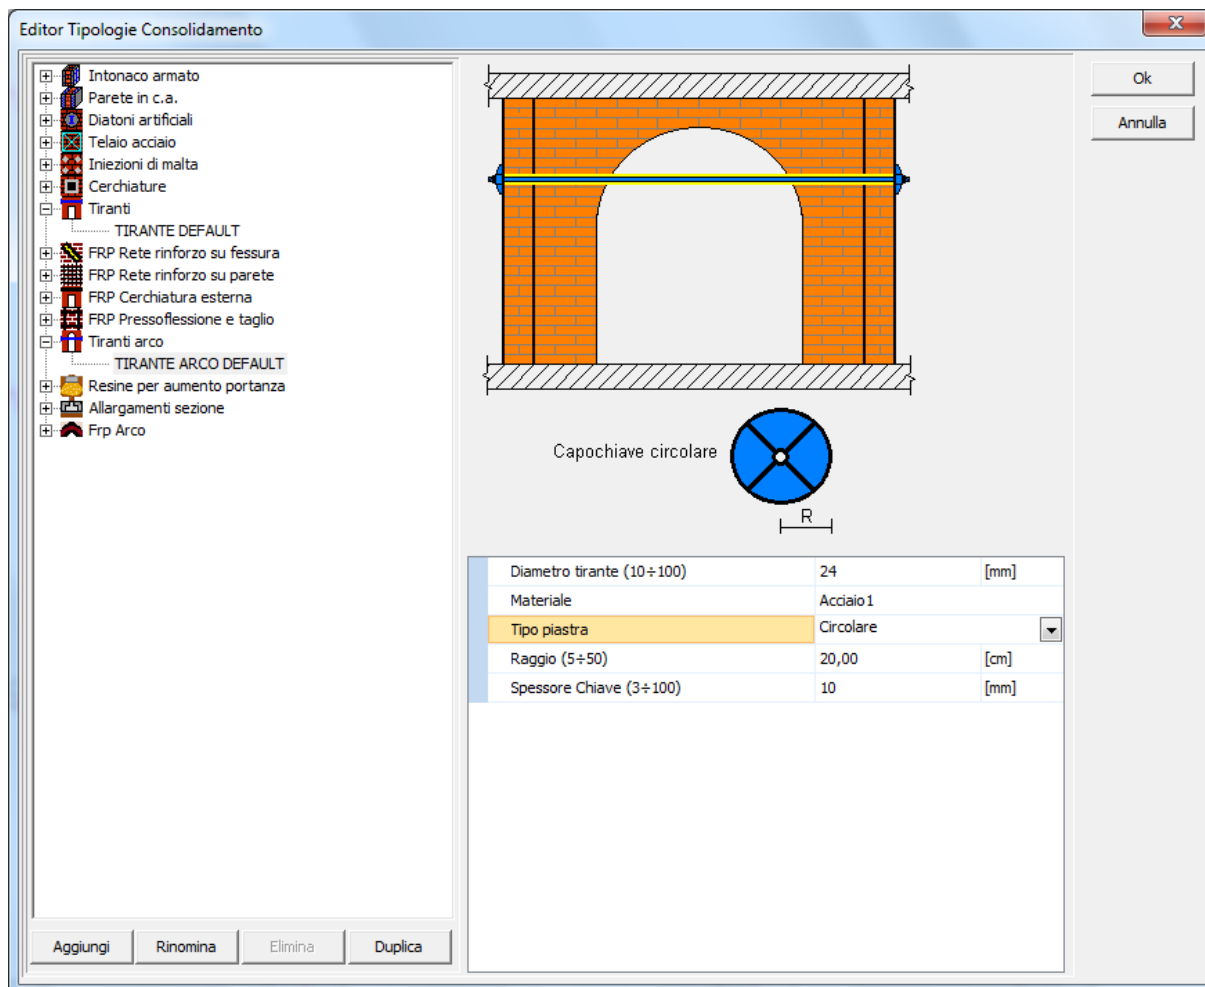 Editor Tipologie Consolidamento
Intonaco armato
Parete in c.a.
Diatoni artificiali
Telaio acciaio
Iniezioni di malta
Cerchiature
Tiranti
TIRANTE DEFAULT
FRP Rete rinforzo su fessura
FRP Rete rinforzo su parete
FRP Cerchiatura esterna
FRP Pressoflessione e taglio
Tiranti arco
TIRANTE ARCO DEFAULT
Resine per aumento portanza
Allargamenti sezione
Frp Arco
Aggiungi Rinomina Elimina Duplica
Capochiave circolare
R
Diametro tirante (10÷100) 24 [mm]
Materiale Acciaio1
Tipo piastra Circolare
Raggio (5÷50) 20,00 [cm]
Spessore Chiave (3÷100) 10 [mm]
Ok
Annulla